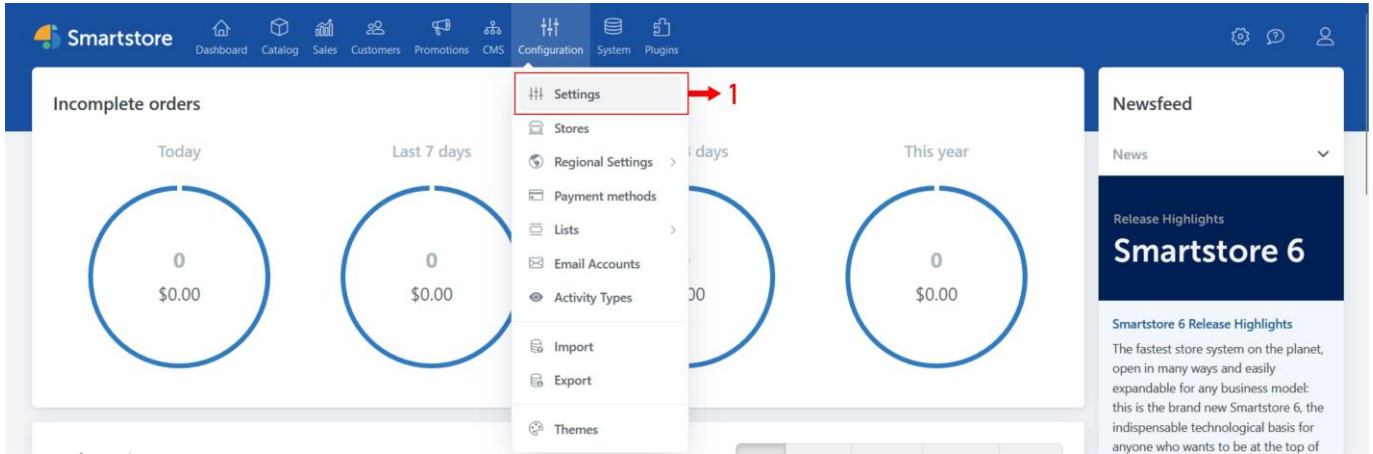 Smartstore
Dashboard Catalog Sales Customers Promotions CMS Configuration System Plugins
Incomplete orders
Settings
1
Newsfeed
Stores
Today
Last 7 days
days
This year
News
Regional Settings
Payment methods
Release Highlights
Smartstore 6
Lists
0
0
0
Email Accounts
$0.00
$0.00
00
$0.00
Activity Types
Smartstore 6 Release Highlights
Import
The fastest store system on the planet,
open in many ways and easily
Export
expandable for any business model:
this is the brand new Smartstore 6, the
indispensable technological basis for
Themes
anyone who wants to be at the top of